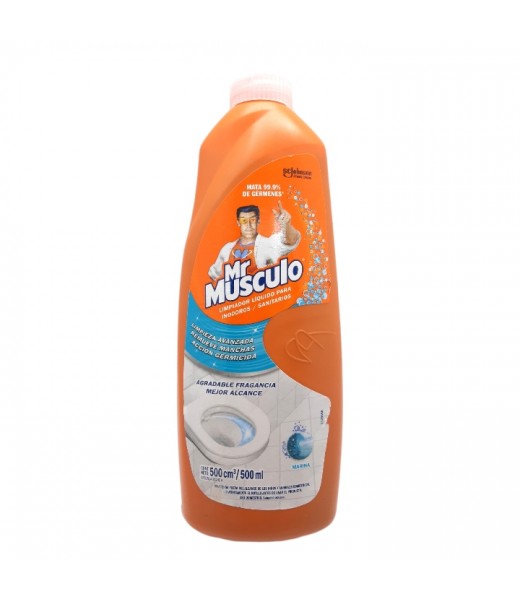 SC Johnson
MATA 99.9%
DE GÉRMENES*
Mr
Musculo
LIMPIADOR LÍQUIDO PARA
INODOROS / SANITARIOS
LIMPIEZA AVANZADA
REMUEVE MANCHAS
ACCIÓN GERMICIDA
AGRADABLE FRAGANCIA
MEJOR ALCANCE
MARINA
500 cm³/500 ml